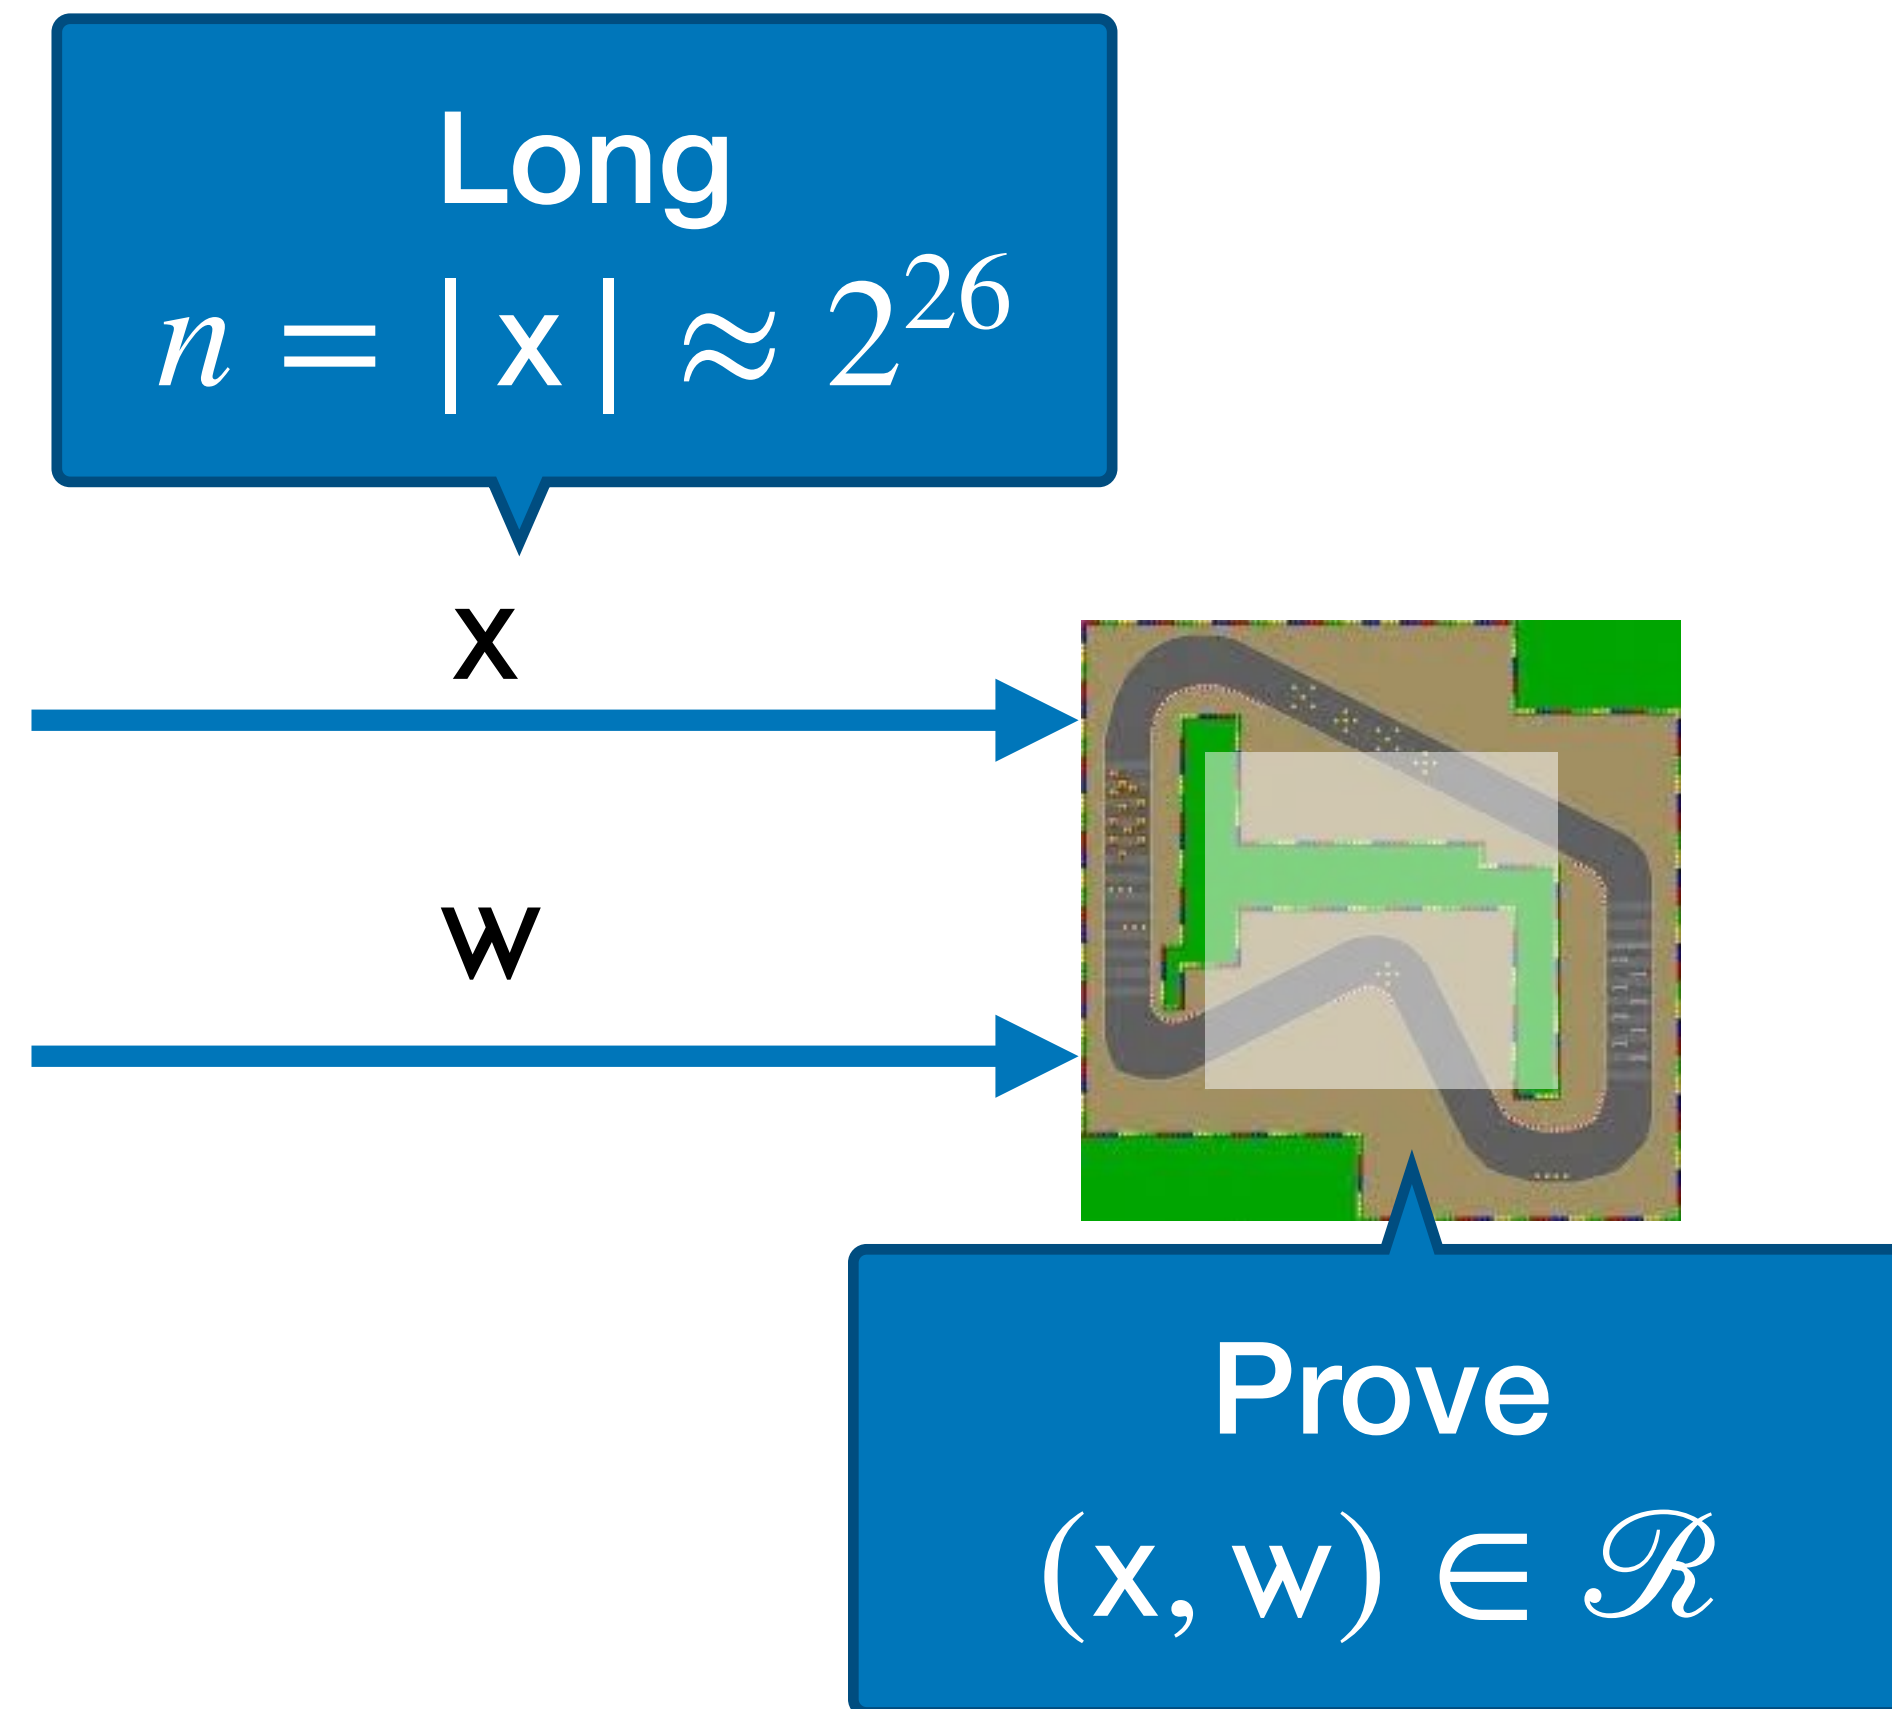 Long
n = | x | ≈ 2^26
x
w
Prove
(x, w) ∈ ℛ